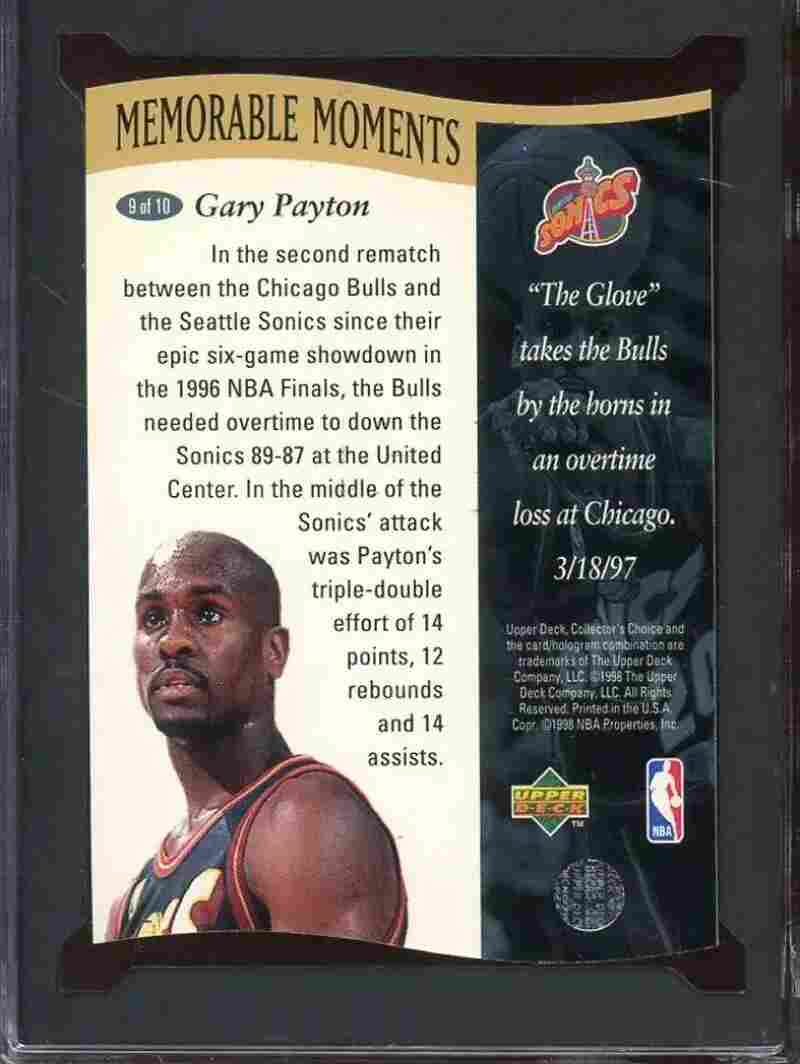 MEMORABLE MOMENTS
9 of 10 Gary Payton
In the second rematch
between the Chicago Bulls and
the Seattle Sonics since their
epic six-game showdown in
the 1996 NBA Finals, the Bulls
needed overtime to down the
Sonics 89-87 at the United
Center. In the middle of the
Sonics' attack
was Payton's
triple-double
effort of 14
points, 12
rebounds
and 14
assists.
SONICS
“The Glove”
takes the Bulls
by the horns in
an overtime
loss at Chicago.
3/18/97
Upper Deck, Collector's Choice and
the card/hologram combination are
trademarks of The Upper Deck
Company, LLC. ©1998 The Upper
Deck Company, LLC. All Rights
Reserved. Printed in the U.S.A.
Copr. ©1998 NBA Properties, Inc.
UPPER
DECK
TM
NBA